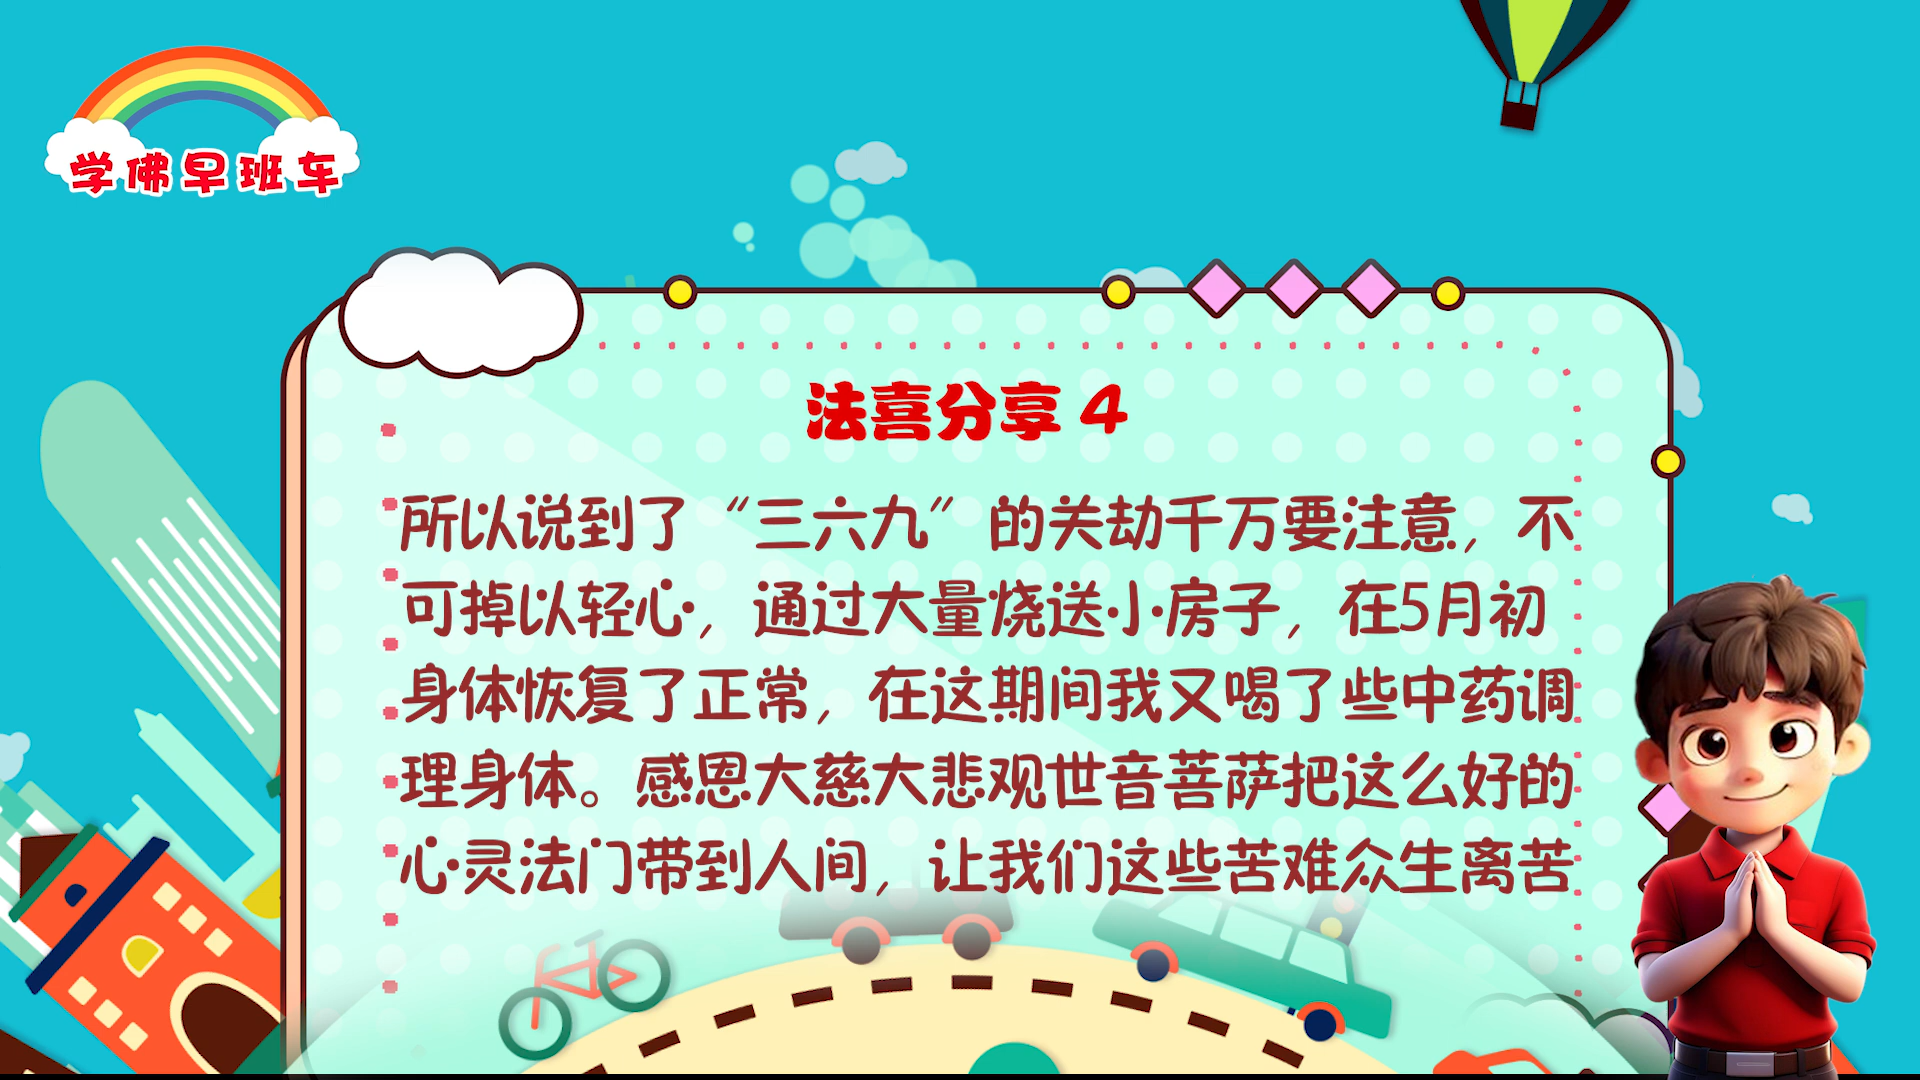 学佛早班车
法喜分享 4
所以说到了“三六九”的关劫千万要注意，不
可掉以轻心，通过大量烧送小房子，在5月初
身体恢复了正常，在这期间我又喝了些中药调
理身体。感恩大慈大悲观世音菩萨把这么好的
心灵法门带到人间，让我们这些苦难众生离苦